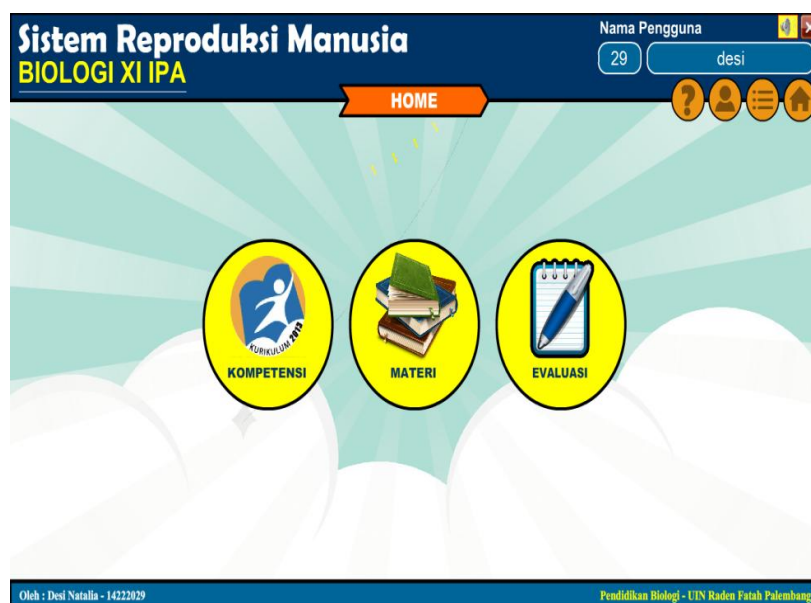 Sistem Reproduksi Manusia
BIOLOGI XI IPA
Nama Pengguna
29 desi
HOME
KURIKULUM 2013
KOMPETENSI
MATERI
EVALUASI
Oleh : Desi Natalia - 14222029
Pendidikan Biologi - UIN Raden Fatah Palembang